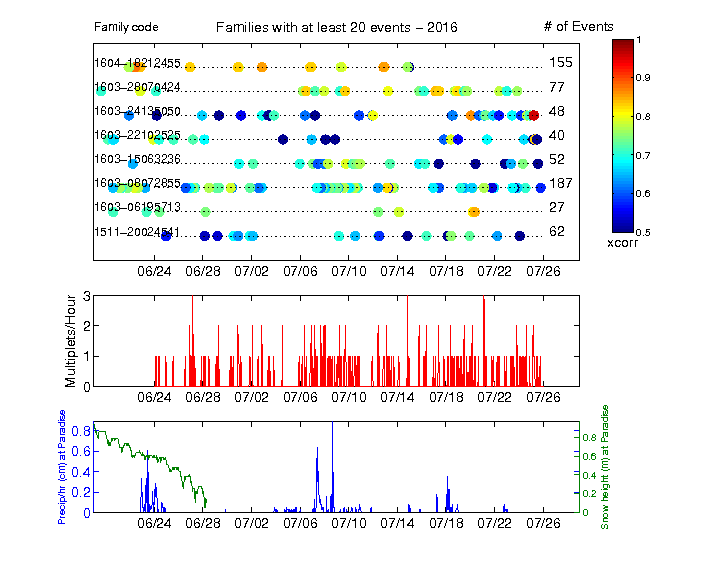 Family code
Families with at least 20 events – 2016
# of Events
1604–18212455 155
1603–28070424 77
1603–24135050 48
1603–22102525 40
1603–15063236 52
1603–08072655 187
1603–06195713 27
1511–20024541 62
06/24 06/28 07/02 07/06 07/10 07/14 07/18 07/22 07/26
1
0.9
0.8
0.7
0.6
0.5
xcorr
Multiplets/Hour
3
2
1
0
06/24 06/28 07/02 07/06 07/10 07/14 07/18 07/22 07/26
Precip/hr (cm) at Paradise
0.8
0.6
0.4
0.2
0
06/24 06/28 07/02 07/06 07/10 07/14 07/18 07/22 07/26
0.8
0.6
0.4
0.2
0
Snow height (m) at Paradise